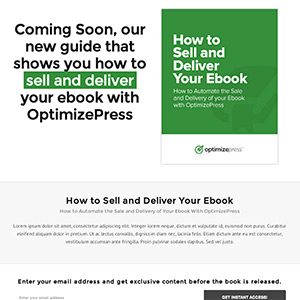 Coming Soon, our
new guide that
shows you how to
sell and deliver
your ebook with
OptimizePress
How to
Sell and
Deliver
Your Ebook
How to Automate the Sale
and Delivery of your Ebook
with OptimizePress
optimizepress
How to Sell and Deliver Your Ebook
How to Automate the Sale and Delivery of Your Ebook With OptimizePress
Lorem ipsum dolor sit amet, consectetur adipiscing elit. Integer lorem quam, dictum ut vulputate id, euismod non purus. Curabitur
eleifend aliquam dolor in pretium. Orci ac urna convallis, dignissim diam nec, lacinia felis. Etiam ante eu est consectetur,
vestibulum accumsan ante fringilla. Proin pulvinar sodales dapibus. Sed vel justo.
Enter your email address and get exclusive content before the book is released.
Enter your email address
GET INSTANT ACCESS!